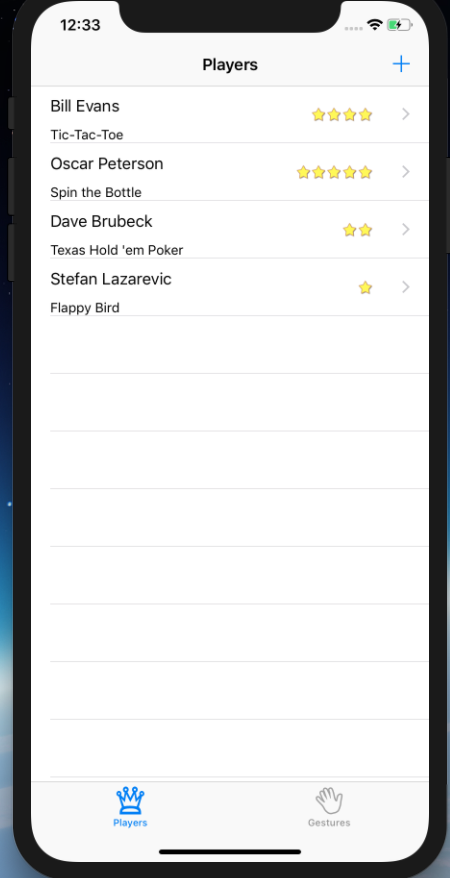 12:33
Players
Bill Evans
Tic-Tac-Toe
Oscar Peterson
Spin the Bottle
Dave Brubeck
Texas Hold 'em Poker
Stefan Lazarevic
Flappy Bird
Players
Gestures